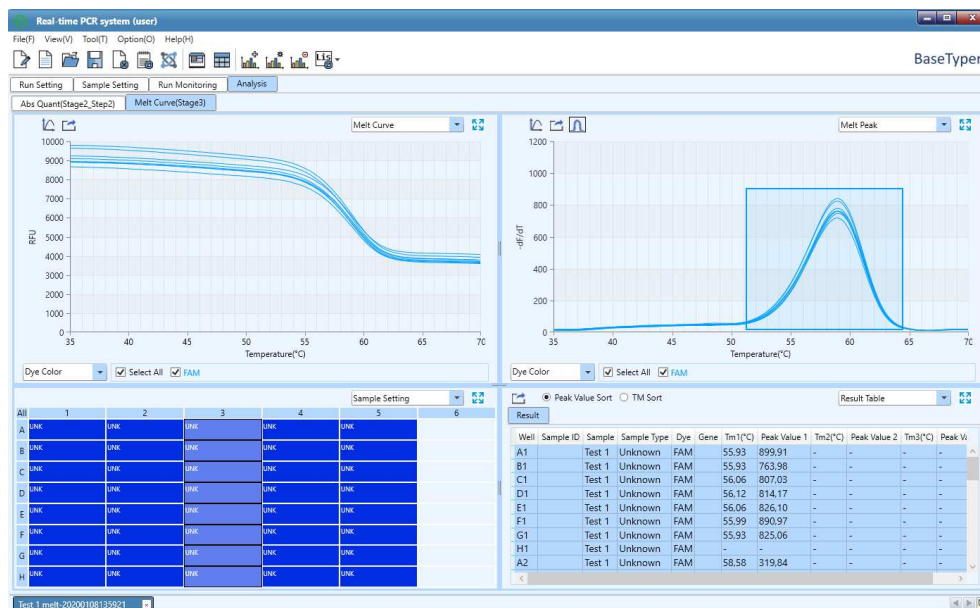 Real-time PCR system (user)
File(F) View(V) Tool(T) Option(O) Help(H)
Lis
BaseTyper
Run Setting Sample Setting Run Monitoring Analysis
Abs Quant(Stage2_Step2) Melt Curve(Stage3)
Melt Curve
10000
9000
8000
7000
6000
5000
4000
3000
2000
1000
0
RFU
35 40 45 50 55 60 65 70
Temperature(°C)
Dye Color Select All FAM
Melt Peak
1200
1000
800
600
400
200
0
-dF/dT
35 40 45 50 55 60 65 70
Temperature(°C)
Dye Color Select All FAM
Sample Setting
All 1 2 3 4 5 6
A UNK UNK UNK UNK UNK
B UNK UNK UNK UNK UNK
C UNK UNK UNK UNK UNK
D UNK UNK UNK UNK UNK
E UNK UNK UNK UNK UNK
F UNK UNK UNK UNK UNK
G UNK UNK UNK UNK UNK
H UNK UNK UNK UNK UNK
Peak Value Sort TM Sort Result Table
Result
Well Sample ID Sample Sample Type Dye Gene Tm1(°C) Peak Value 1 Tm2(°C) Peak Value 2 Tm3(°C) Peak Va
A1 Test 1 Unknown FAM 55.93 899.91 - - - -
B1 Test 1 Unknown FAM 55.93 763.98 - - - -
C1 Test 1 Unknown FAM 56.06 807.03 - - - -
D1 Test 1 Unknown FAM 56.12 814.17 - - - -
E1 Test 1 Unknown FAM 56.06 826.10 - - - -
F1 Test 1 Unknown FAM 55.99 890.97 - - - -
G1 Test 1 Unknown FAM 55.93 825.06 - - - -
H1 Test 1 Unknown FAM - - - - - -
A2 Test 1 Unknown FAM 58.58 319.84 - - - -
Test 1 melt-20200108135921